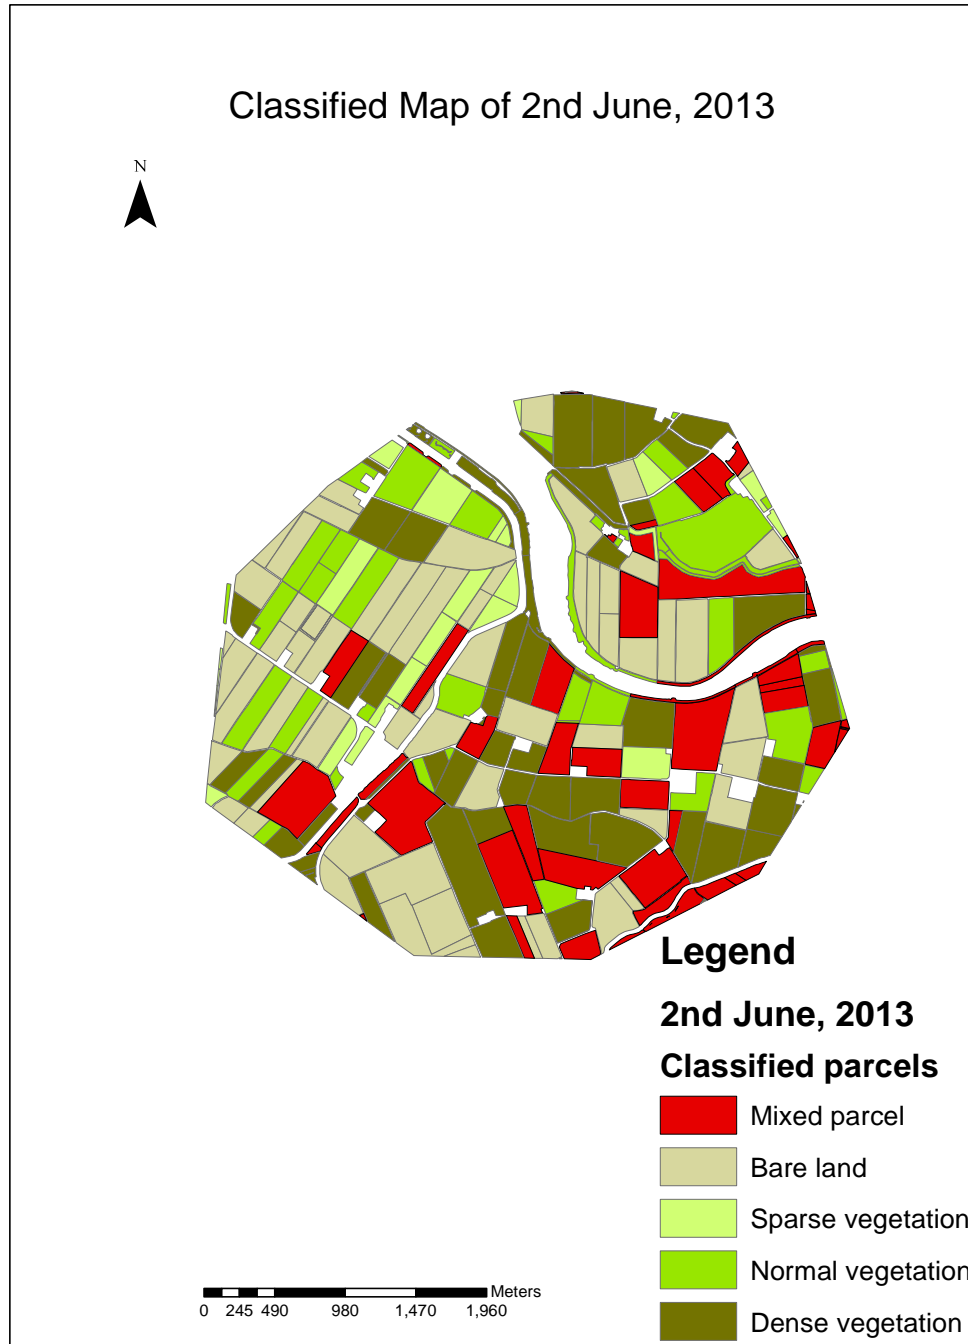 Classified Map of 2nd June, 2013
N
Legend
2nd June, 2013
Classified parcels
Mixed parcel
Bare land
Sparse vegetation
Normal vegetation
Dense vegetation
Meters
0 245 490 980 1,470 1,960